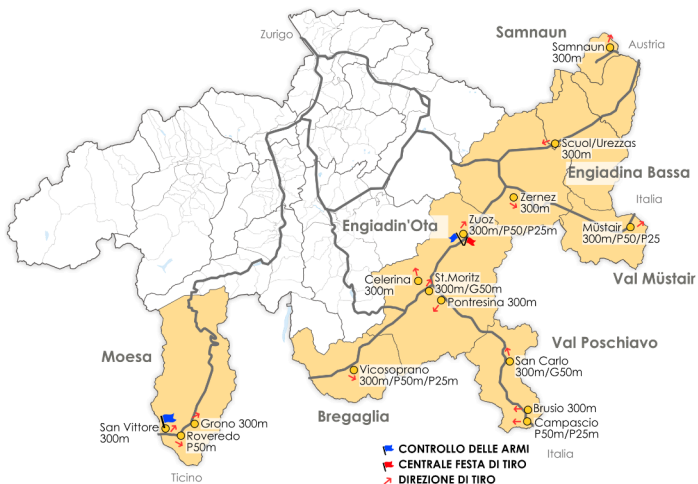 Samnaun
Zurigo
Samnaun
300m
Austria
Scuol/Urezzas
300m
Engiadina Bassa
Zernez
300m
Italia
Engiadin'Ota
Zuoz
300m/P50/P25m
Müstair
300m/P50/P25
Val Müstair
Celerina
300m
St.Moritz
300m/G50m
Pontresina 300m
Val Poschiavo
Moesa
San Carlo
300m/G50m
Vicosoprano
300m/P50m/P25m
Bregaglia
Brusio 300m
Campascio
P50m/P25m
Italia
San Vittore
300m
Grono 300m
Roveredo
P50m
Ticino
CONTROLLO DELLE ARMI
CENTRALE FESTA DI TIRO
DIREZIONE DI TIRO